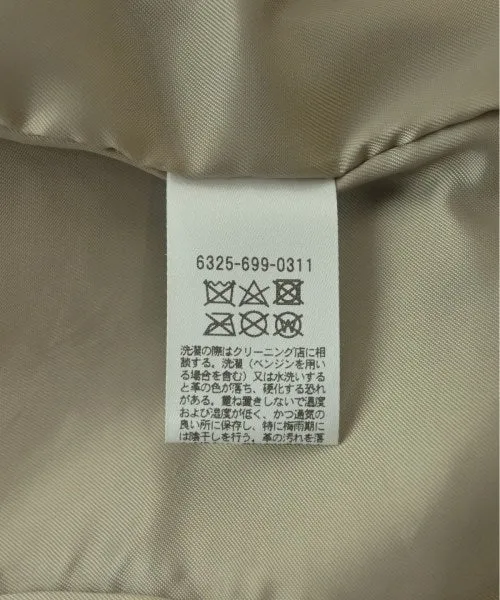 6325-699-0311
洗濯の際はクリーニング店に相
談する。洗濯（ベンジンを用い
る場合を含む）又は水洗いする
と革の色が落ち、硬化する恐れ
がある。重ね置きしないで温度
および湿度が低く、かつ通気の
良い所に保存し、特に梅雨期に
は陰干しを行う。革の汚れを落